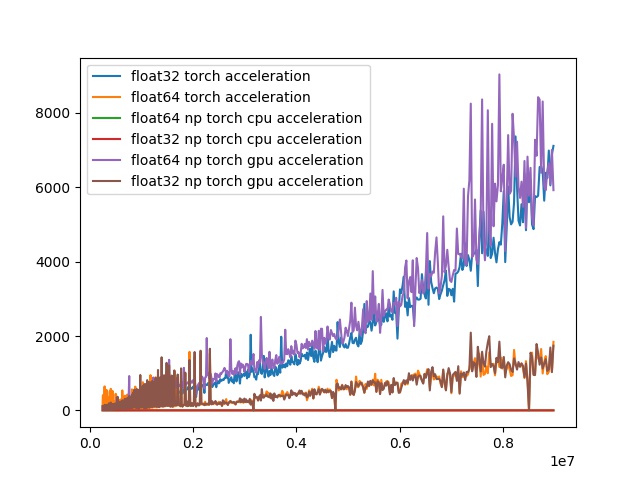 float32 torch acceleration
float64 torch acceleration
float64 np torch cpu acceleration
float32 np torch cpu acceleration
float64 np torch gpu acceleration
float32 np torch gpu acceleration
8000
6000
4000
2000
0
0.0 0.2 0.4 0.6 0.8
1e7